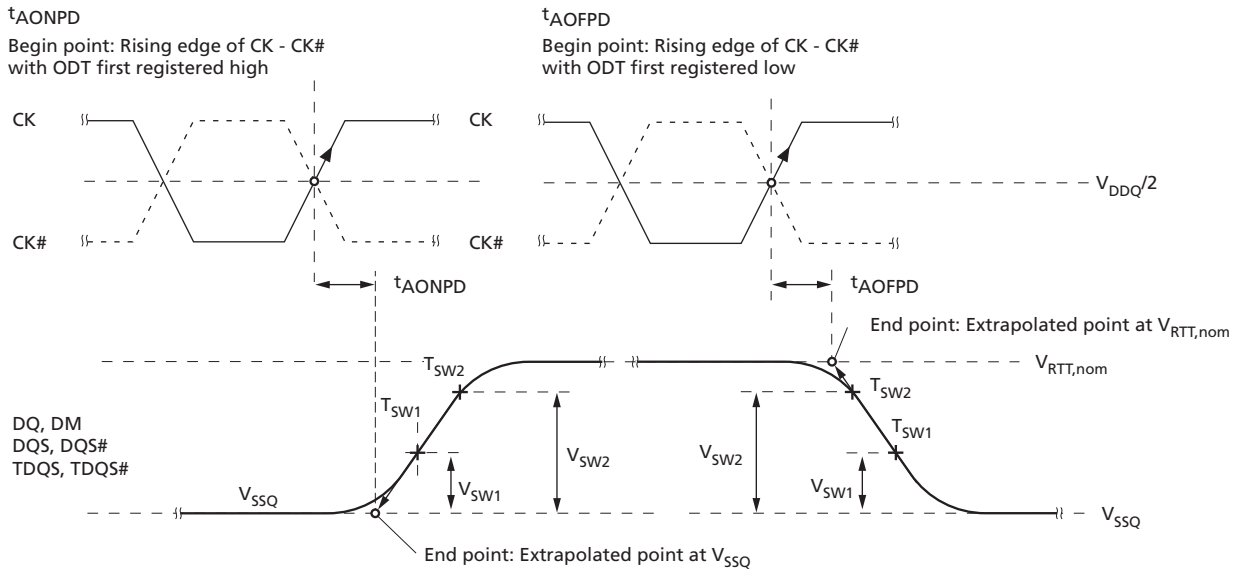 tAONPD
Begin point: Rising edge of CK - CK#
with ODT first registered high
tAOFPD
Begin point: Rising edge of CK - CK#
with ODT first registered low
CK
CK
VDDQ/2
CK#
CK#
tAONPD
tAOFPD
End point: Extrapolated point at VRTT,nom
VRTT,nom
TSW2
TSW2
TSW1
TSW1
DQ, DM
DQS, DQS#
TDQS, TDQS#
VSW2
VSW2
VSW1
VSW1
VSSQ
VSSQ
End point: Extrapolated point at VSSQ